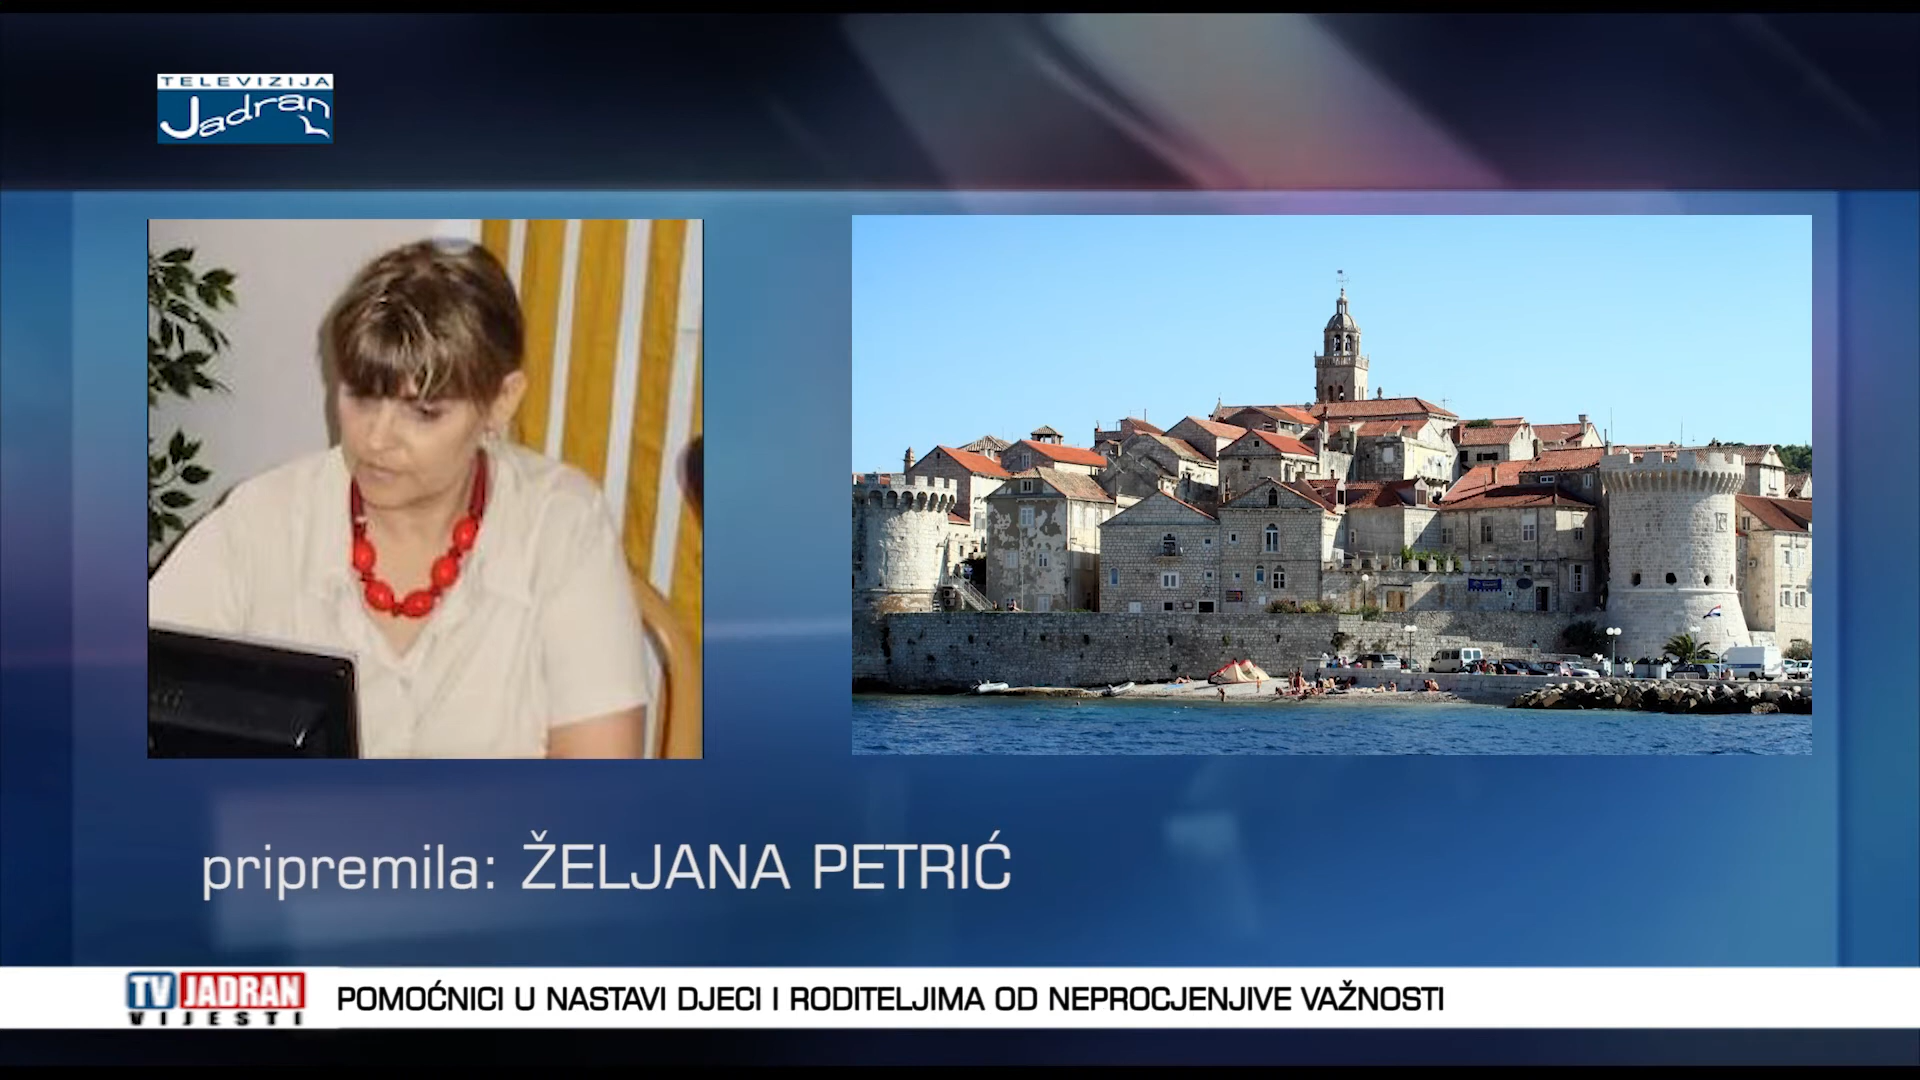 TELEVIZIJA
Jadran
pripremila: ŽELJANA PETRIĆ
TV JADRAN
VIJESTI
POMOĆNICI U NASTAVI DJECI I RODITELJIMA OD NEPROCJENJIVE VAŽNOSTI